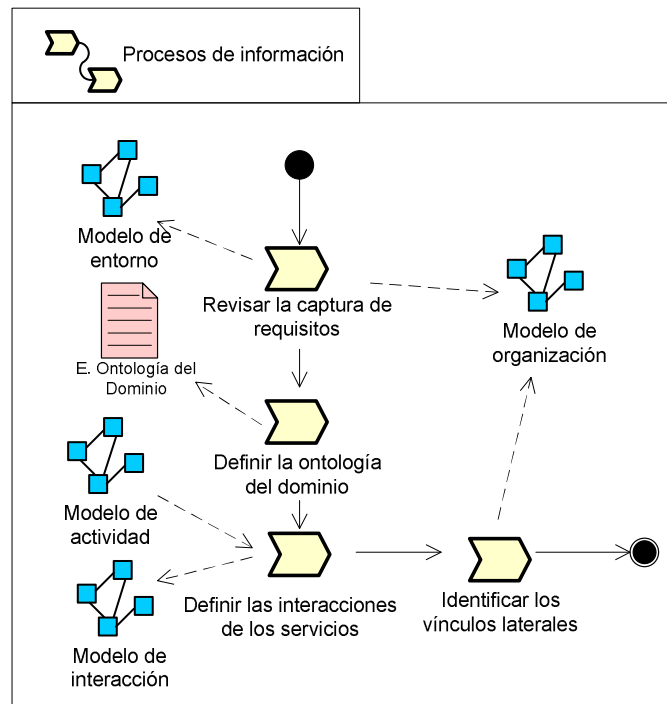 Procesos de información
Modelo de
entorno
Revisar la captura de
requisitos
Modelo de
organización
E. Ontología del
Dominio
Definir la ontología
del dominio
Modelo de
actividad
Definir las interacciones
de los servicios
Identificar los
vínculos laterales
Modelo de
interacción